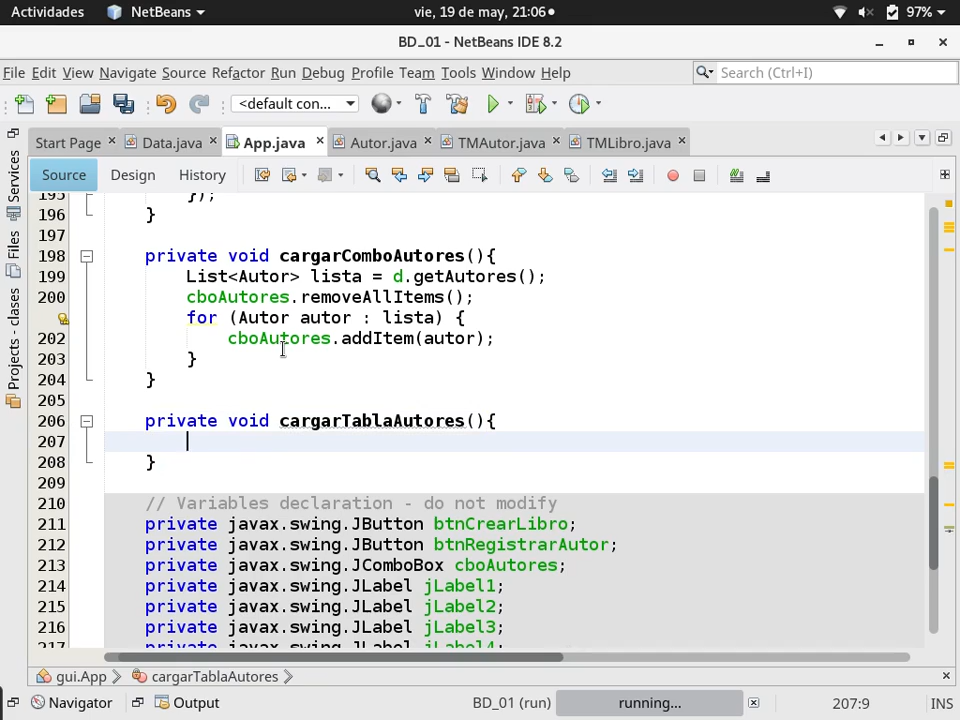 Actividades NetBeans vie, 19 de may, 21:06 97%
BD_01 - NetBeans IDE 8.2
File Edit View Navigate Source Refactor Run Debug Profile Team Tools Window Help Search (Ctrl+I)
<default con...
Start Page Data.java App.java Autor.java TMAutor.java TMLibro.java
Source Design History
Services
Files
Projects - clases
195 });
196 }
197
198 private void cargarComboAutores(){
199 List<Autor> lista = d.getAutores();
200 cboAutores.removeAllItems();
for (Autor autor : lista) {
202 cboAutores.addItem(autor);
203 }
204 }
205
206 private void cargarTablaAutores(){
207
208 }
209
210 // Variables declaration - do not modify
211 private javax.swing.JButton btnCrearLibro;
212 private javax.swing.JButton btnRegistrarAutor;
213 private javax.swing.JComboBox cboAutores;
214 private javax.swing.JLabel jLabel1;
215 private javax.swing.JLabel jLabel2;
216 private javax.swing.JLabel jLabel3;
217 private javax.swing.JLabel jLabel4;
gui.App cargarTablaAutores
Navigator Output BD_01 (run) running... 207:9 INS